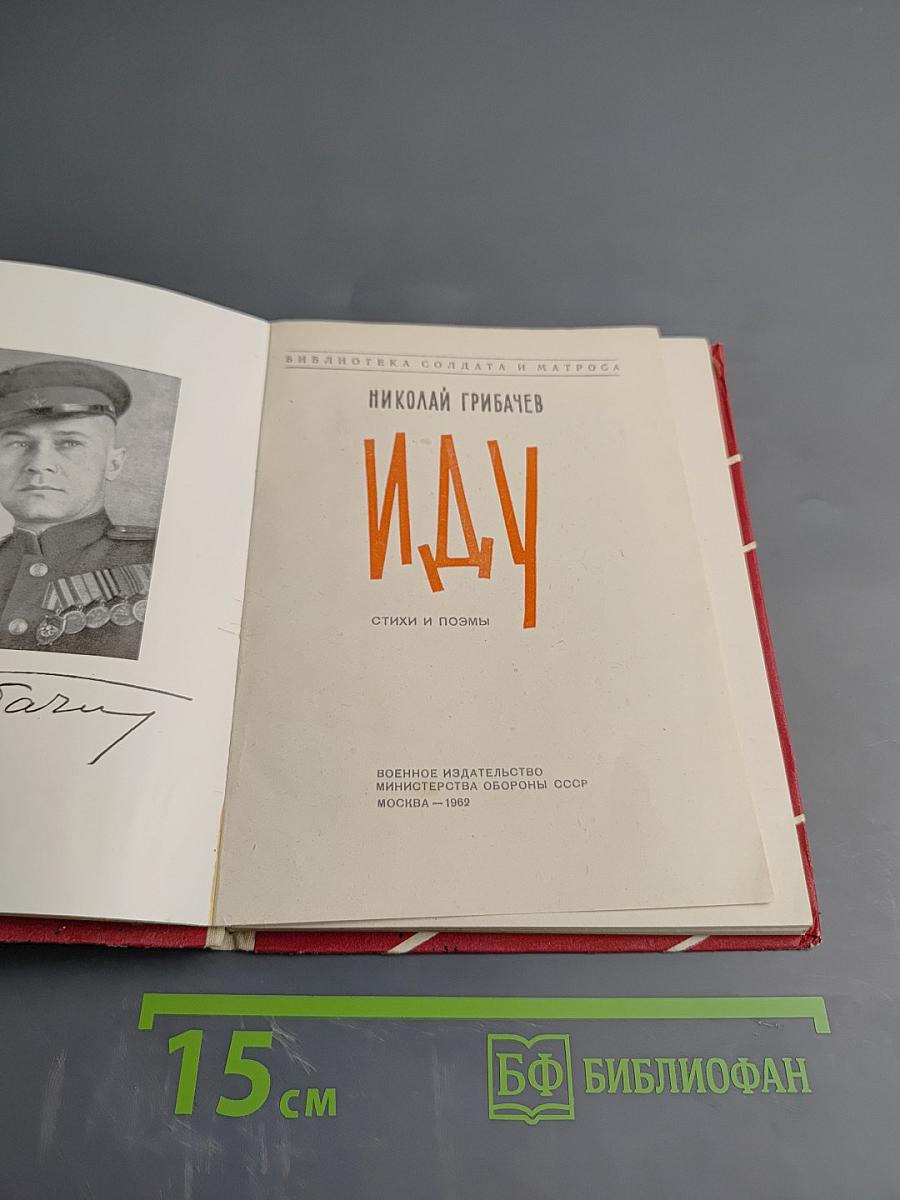 БИБЛИОТЕКА СОЛДАТА И МАТРОСА
НИКОЛАЙ ГРИБАЧЕВ
ИДУ
СТИХИ И ПОЭМЫ
ВОЕННОЕ ИЗДАТЕЛЬСТВО
МИНИСТЕРСТВА ОБОРОНЫ СССР
МОСКВА — 1962
15 см
БФ БИБЛИОФАН